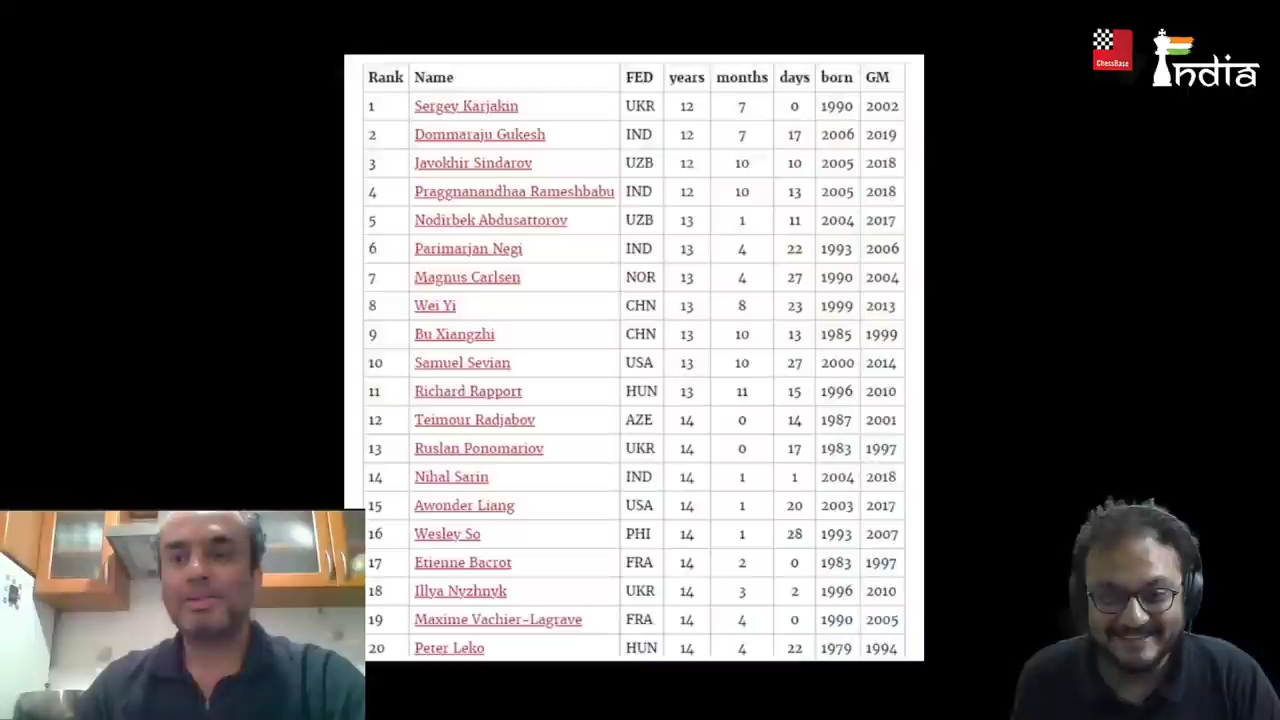 ChessBase
India
Rank Name FED years months days born GM
1 Sergey Karjakin UKR 12 7 0 1990 2002
2 Dommaraju Gukesh IND 12 7 17 2006 2019
3 Javokhir Sindarov UZB 12 10 10 2005 2018
4 Praggnanandhaa Rameshbabu IND 12 10 13 2005 2018
5 Nodirbek Abdusattorov UZB 13 1 11 2004 2017
6 Parimarjan Negi IND 13 4 22 1993 2006
7 Magnus Carlsen NOR 13 4 27 1990 2004
8 Wei Yi CHN 13 8 23 1999 2013
9 Bu Xiangzhi CHN 13 10 13 1985 1999
10 Samuel Sevian USA 13 10 27 2000 2014
11 Richard Rapport HUN 13 11 15 1996 2010
12 Teimour Radjabov AZE 14 0 14 1987 2001
13 Ruslan Ponomariov UKR 14 0 17 1983 1997
14 Nihal Sarin IND 14 1 1 2004 2018
15 Awonder Liang USA 14 1 20 2003 2017
16 Wesley So PHI 14 1 28 1993 2007
17 Etienne Bacrot FRA 14 2 0 1983 1997
18 Illya Nyzhnyk UKR 14 3 2 1996 2010
19 Maxime Vachier-Lagrave FRA 14 4 0 1990 2005
20 Peter Leko HUN 14 4 22 1979 1994